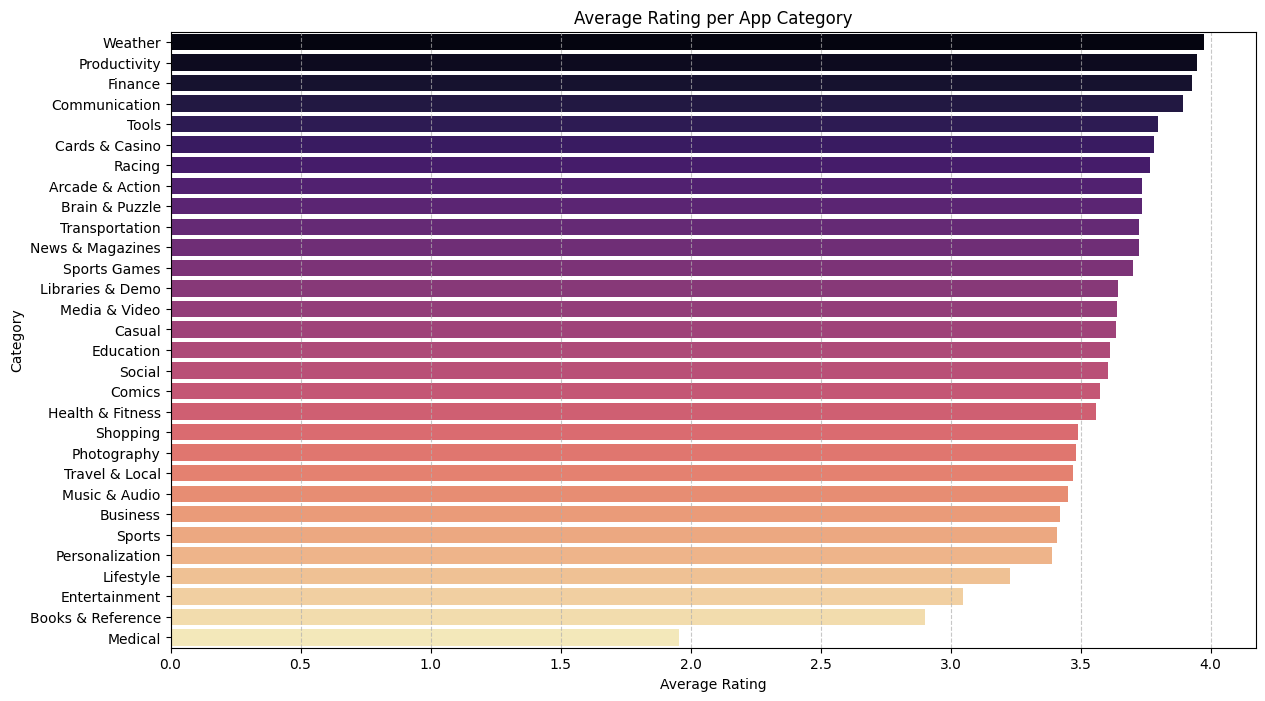 Average Rating per App Category
Category
Weather
Productivity
Finance
Communication
Tools
Cards & Casino
Racing
Arcade & Action
Brain & Puzzle
Transportation
News & Magazines
Sports Games
Libraries & Demo
Media & Video
Casual
Education
Social
Comics
Health & Fitness
Shopping
Photography
Travel & Local
Music & Audio
Business
Sports
Personalization
Lifestyle
Entertainment
Books & Reference
Medical
0.0 0.5 1.0 1.5 2.0 2.5 3.0 3.5 4.0
Average Rating